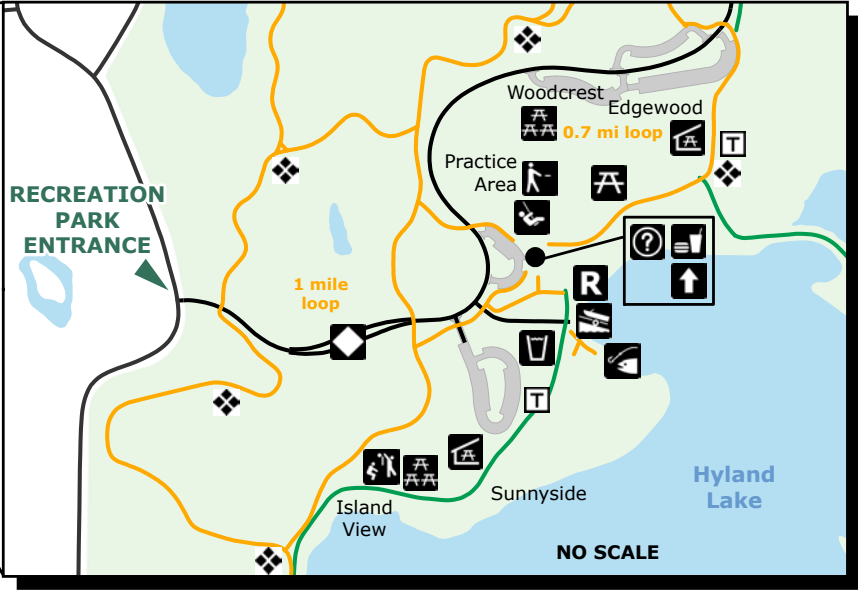 Woodcrest
Edgewood
0.7 mi loop
T
Practice
Area
RECREATION
PARK
ENTRANCE
?
1 mile
loop
R
T
Hyland
Lake
Sunnyside
Island
View
NO SCALE